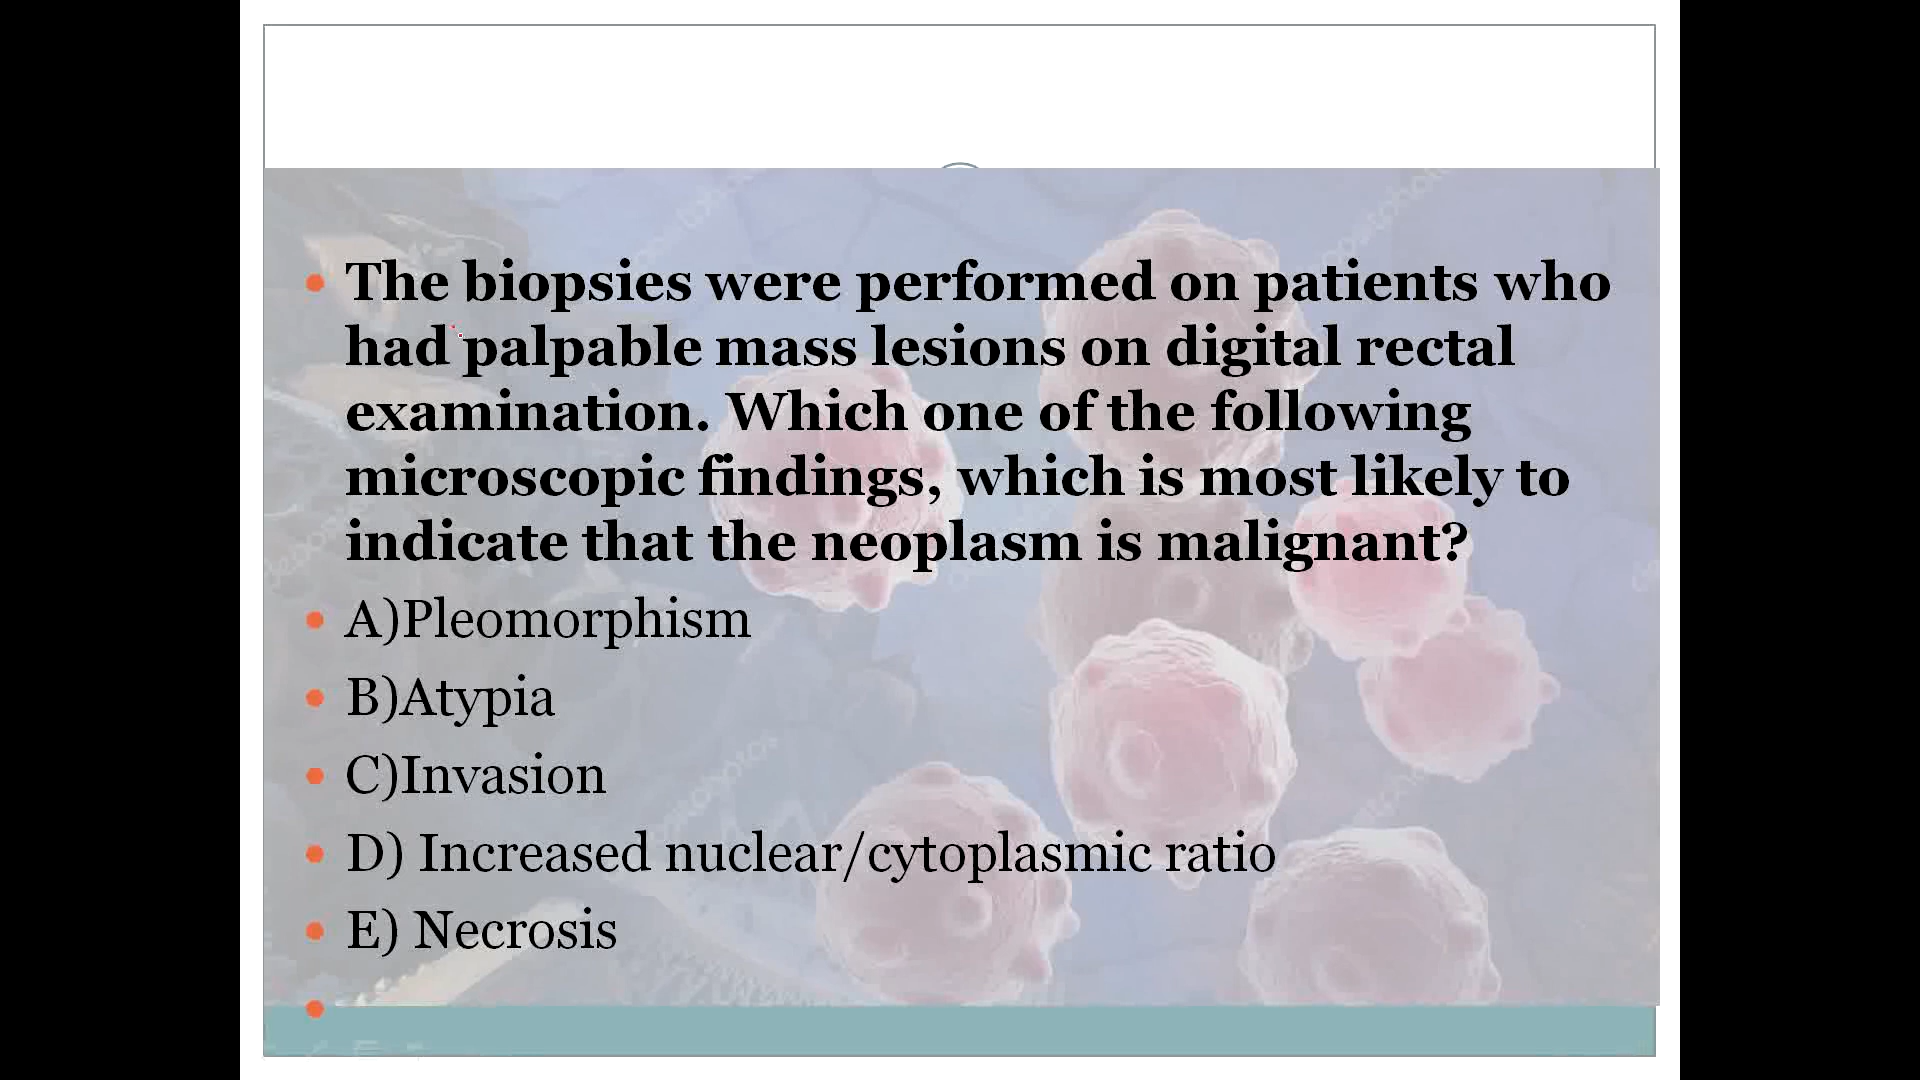 The biopsies were performed on patients who
had palpable mass lesions on digital rectal
examination. Which one of the following
microscopic findings, which is most likely to
indicate that the neoplasm is malignant?
A)Pleomorphism
B)Atypia
C)Invasion
D) Increased nuclear/cytoplasmic ratio
E) Necrosis